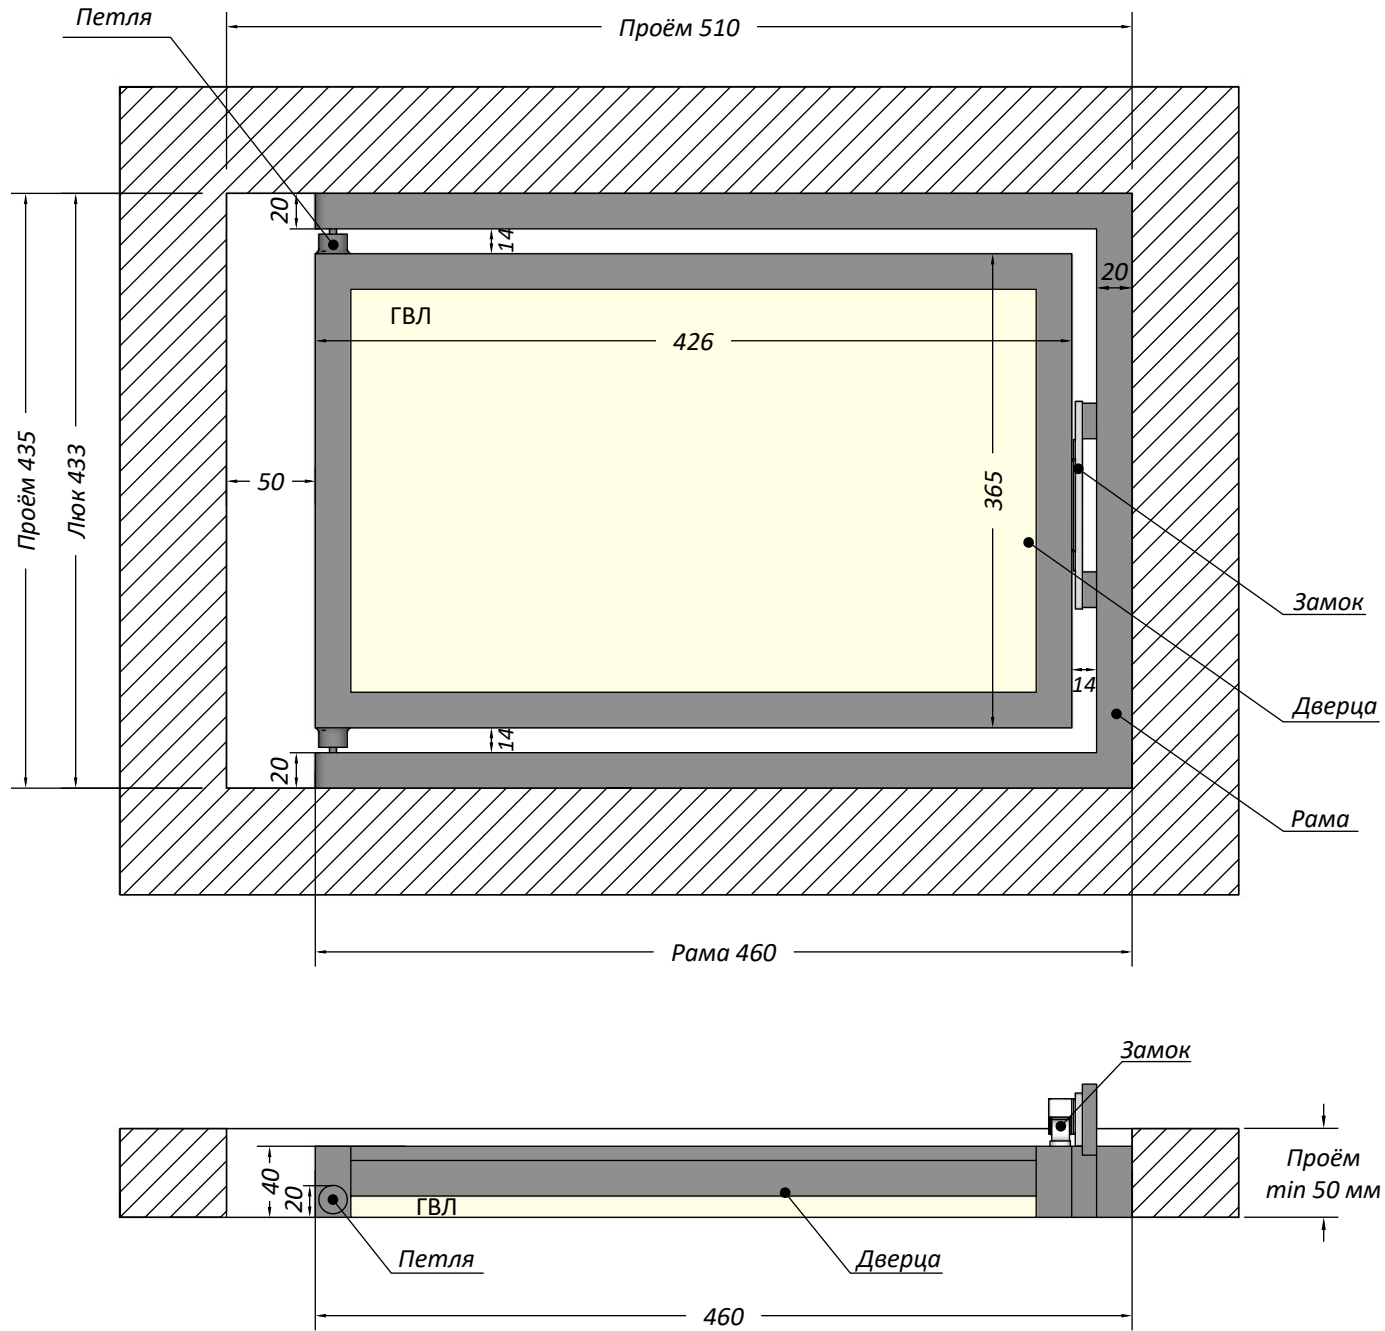 Петля
Проём 510
20
14
20
ГВЛ
426
Проём 435
Люк 433
50
365
Замок
14
Дверца
14
20
Рама
Рама 460
Замок
Проём
min 50 мм
40
20
ГВЛ
Петля
Дверца
460